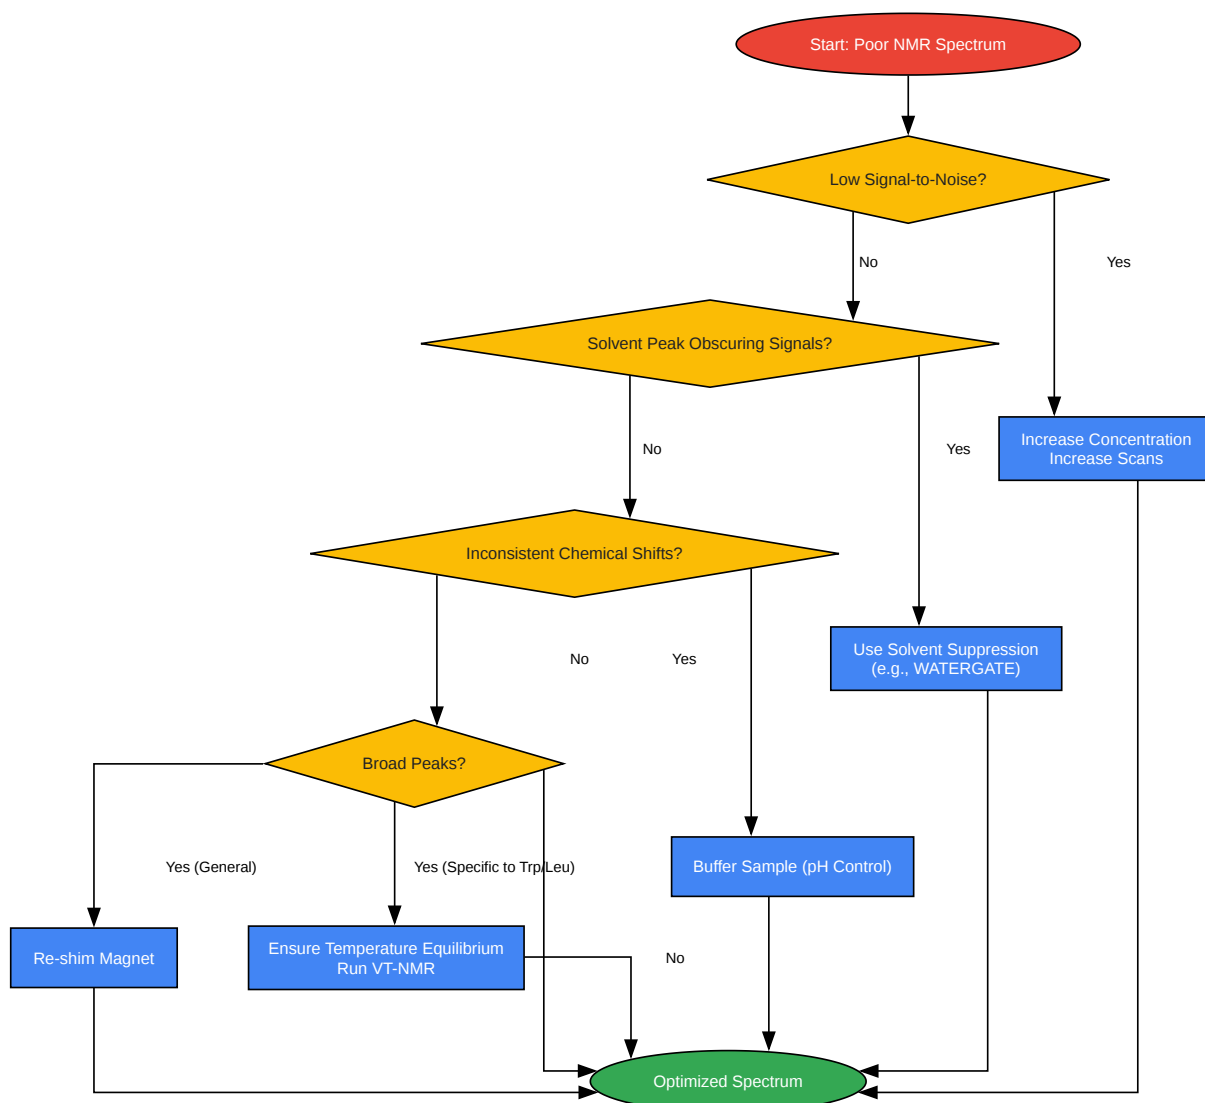 Start: Poor NMR Spectrum
Low Signal-to-Noise?
No
Yes
Solvent Peak Obscuring Signals?
Increase Concentration
Increase Scans
No
Yes
Inconsistent Chemical Shifts?
Use Solvent Suppression
(e.g., WATERGATE)
No
Yes
Broad Peaks?
Yes (General)
Yes (Specific to Trp/Leu)
Buffer Sample (pH Control)
Re-shim Magnet
Ensure Temperature Equilibrium
Run VT-NMR
No
Optimized Spectrum